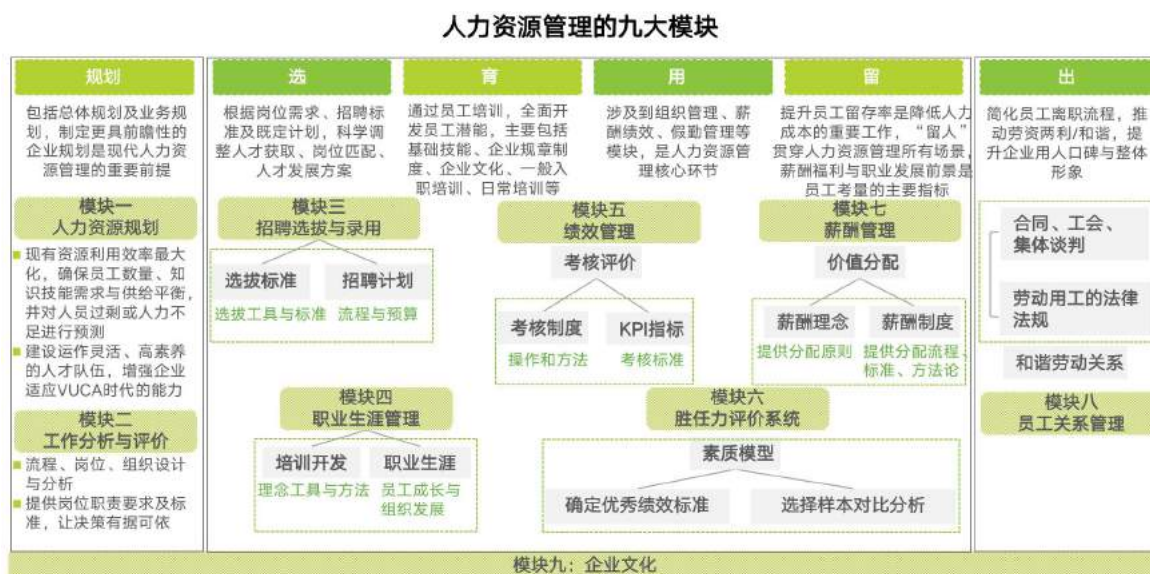 人力资源管理的九大模块
规划
包括总体规划及业务规
划，制定更具前瞻性的
企业规划是现代人力资
源管理的重要前提
模块一
人力资源规划
现有资源利用效率最大
化，确保员工数量、知
识技能需求与供给平衡，
并对人员过剩或人力不
足进行预测
建设运作灵活、高素养
的人才队伍，增强企业
适应VUCA时代的能力
模块二
工作分析与评价
流程、岗位、组织设计
与分析
提供岗位职责要求及标
准，让决策有据可依
选
根据岗位需求、招聘标
准及既定计划，科学调
整人才获取、岗位匹配、
人才发展方案
模块三
招聘选拔与录用
选拔标准
选拔工具与标准
招聘计划
流程与预算
育
通过员工培训，全面开
发员工潜能，主要包括
基础技能、企业规章制
度、企业文化、一般入
职培训、日常培训等
模块四
职业生涯管理
培训开发
理念工具与方法
职业生涯
员工成长与
组织发展
用
涉及到组织管理、薪
酬绩效、假勤管理等
模块，是人力资源管
理核心环节
模块五
绩效管理
考核评价
考核制度
操作和方法
KPI指标
考核标准
模块六
胜任力评价系统
素质模型
确定优秀绩效标准
选择样本对比分析
留
提升员工留存率是降低人力
成本的重要工作，“留人”
贯穿人力资源管理所有场景，
薪酬福利与职业发展前景是
员工考量的主要指标
模块七
薪酬管理
价值分配
薪酬理念
提供分配原则
薪酬制度
提供分配流程、
标准、方法论
出
简化员工离职流程，推
动劳资两利/和谐，提
升企业用人口碑与整体
形象
合同、工会、
集体谈判
劳动用工的法律
法规
和谐劳动关系
模块八
员工关系管理
模块九：企业文化